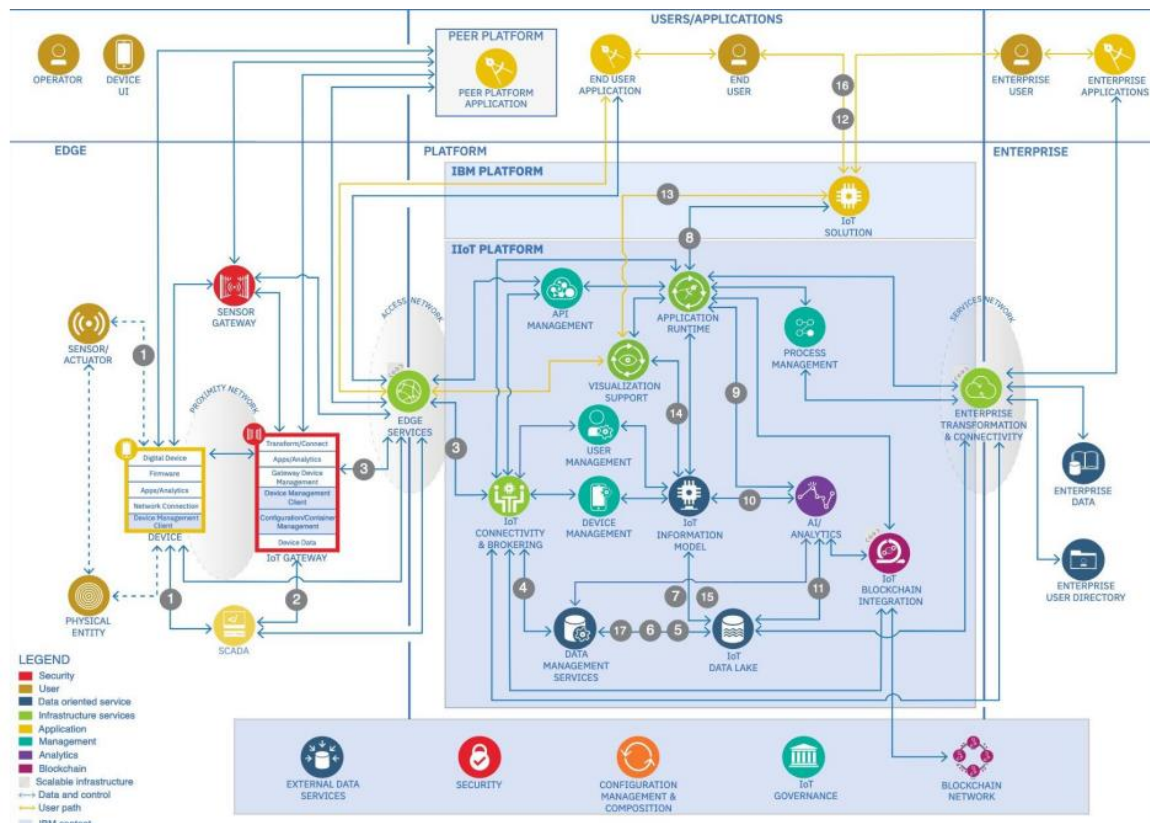 USERS/APPLICATIONS
OPERATOR
DEVICE
UI
PEER PLATFORM
PEER PLATFORM
APPLICATION
END USER
APPLICATION
END
USER
16
12
ENTERPRISE
USER
ENTERPRISE
APPLICATIONS
EDGE
PLATFORM
ENTERPRISE
IBM PLATFORM
13
IoT
SOLUTION
8
IIoT PLATFORM
SENSOR
GATEWAY
ACCESS NETWORK
API
MANAGEMENT
APPLICATION
RUNTIME
PROCESS
MANAGEMENT
SERVICES NETWORK
SENSOR/
ACTUATOR
1
VISUALIZATION
SUPPORT
9
14
EDGE
SERVICES
ENTERPRISE
TRANSFORMATION
& CONNECTIVITY
PROXIMITY NETWORK
Digital Device
Firmware
Apps/Analytics
Network Connection
Device Management
Client
DEVICE
Transform/Connect
Apps/Analytics
Gateway Device
Management
Device Management
Client
Configuration/Container
Management
Device Data
IoT GATEWAY
3
3
USER
MANAGEMENT
IoT
CONNECTIVITY
& BROKERING
DEVICE
MANAGEMENT
IoT
INFORMATION
MODEL
10
AI/
ANALYTICS
ENTERPRISE
DATA
PHYSICAL
ENTITY
1
2
SCADA
4
7
15
11
IoT
BLOCKCHAIN
INTEGRATION
ENTERPRISE
USER DIRECTORY
DATA
MANAGEMENT
SERVICES
17
6
5
IoT
DATA LAKE
LEGEND
Security
User
Data oriented service
Infrastructure services
Application
Management
Analytics
Blockchain
Scalable infrastructure
Data and control
User path
EXTERNAL DATA
SERVICES
SECURITY
CONFIGURATION
MANAGEMENT &
COMPOSITION
IoT
GOVERNANCE
BLOCKCHAIN
NETWORK